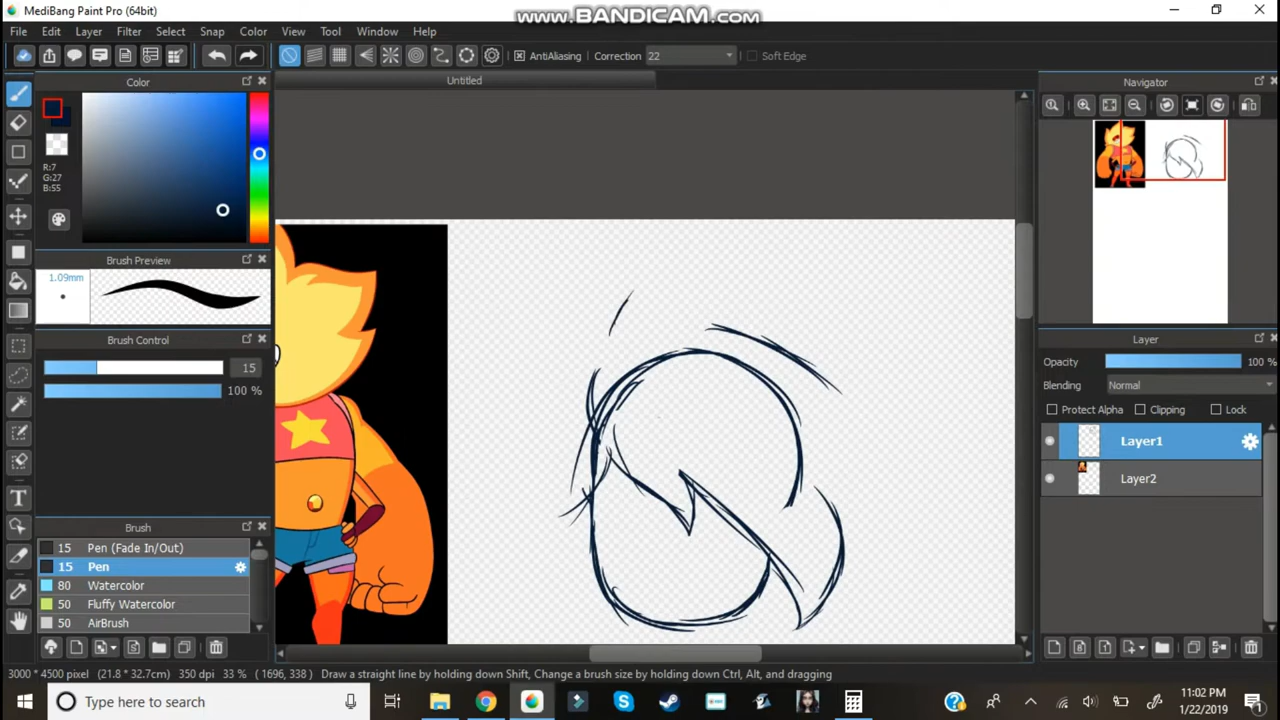 MediBang Paint Pro (64bit)
www.BANDICAM.com
File Edit Layer Filter Select Snap Color View Tool Window Help
AntiAliasing Correction 22 Soft Edge
Color
Untitled
Navigator
R:7
G:27
B:55
Brush Preview
1.09mm
Brush Control
15
100 %
Layer
Opacity 100 %
Blending Normal
Protect Alpha Clipping Lock
Layer1
Layer2
Brush
15 Pen (Fade In/Out)
15 Pen
80 Watercolor
50 Fluffy Watercolor
50 AirBrush
3000 * 4500 pixel (21.8 * 32.7cm) 350 dpi 33 % ( 1696, 338 ) Draw a straight line by holding down Shift, Change a brush size by holding down Ctrl, Alt, and dragging
Type here to search
11:02 PM
1/22/2019